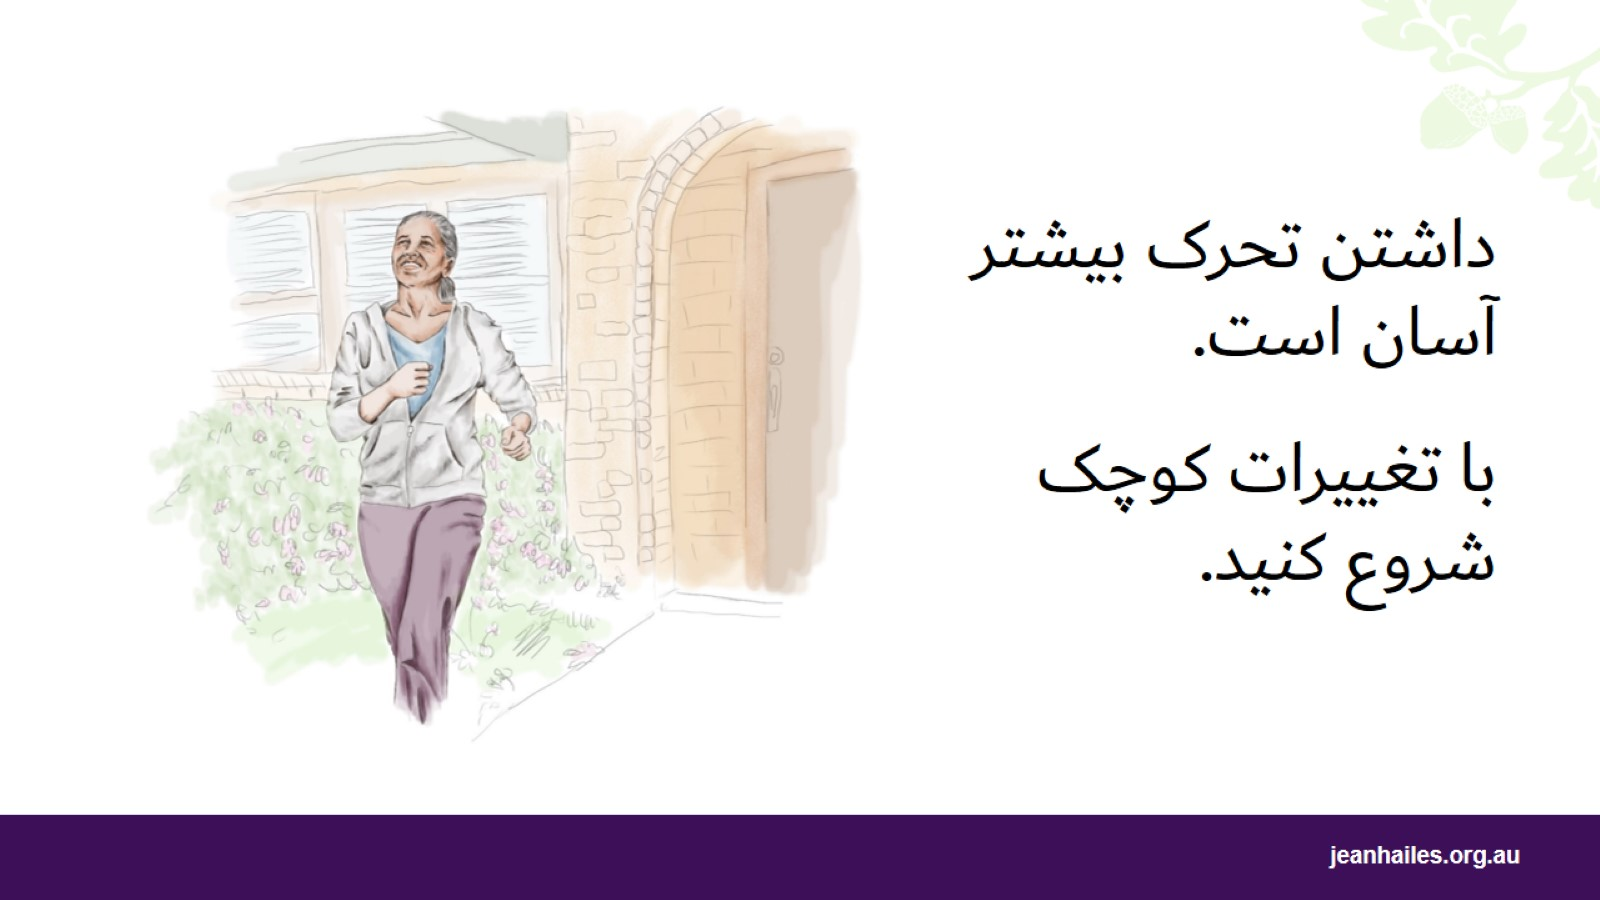 داشتن تحرک بیشتر
آسان است.
با تغییرات کوچک
شروع کنید.
jeanhailes.org.au